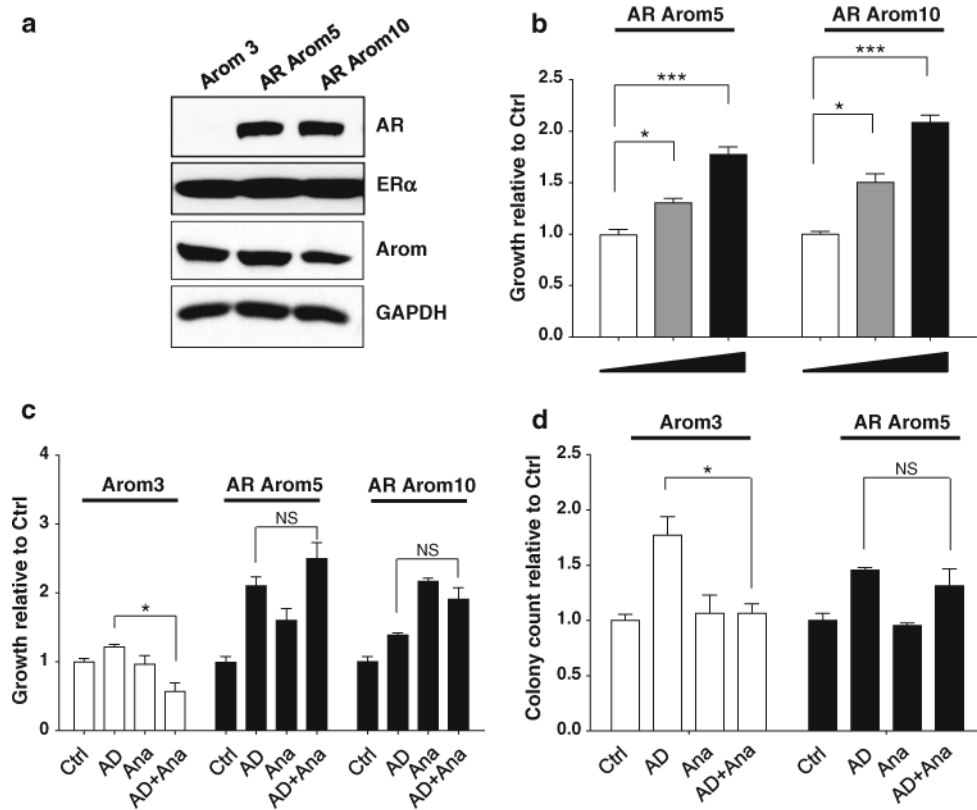 a
Arom 3
AR Arom5
AR Arom10
AR
ERα
Arom
GAPDH
b
AR Arom5
AR Arom10
Growth relative to Ctrl
2.5
2.0
1.5
1.0
0.5
0.0
***
*
***
*
c
Growth relative to Ctrl
4
3
2
1
0
Arom3
AR Arom5
AR Arom10
*
NS
NS
Ctrl
AD
Ana
AD+Ana
Ctrl
AD
Ana
AD+Ana
Ctrl
AD
Ana
AD+Ana
d
Arom3
AR Arom5
Colony count relative to Ctrl
2.5
2.0
1.5
1.0
0.5
0.0
*
NS
Ctrl
AD
Ana
AD+Ana
Ctrl
AD
Ana
AD+Ana